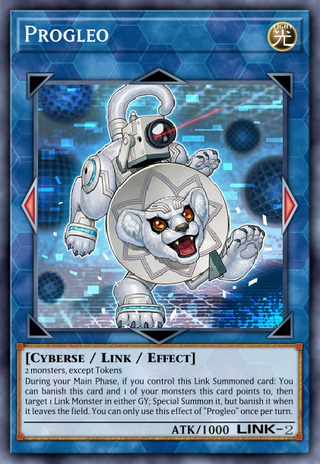 PROGLEO
LIGHT
光
[CYBERSE / LINK / EFFECT]
2 monsters, except Tokens
During your Main Phase, if you control this Link Summoned card: You
can banish this card and 1 of your monsters this card points to, then
target 1 Link Monster in either GY; Special Summon it, but banish it when
it leaves the field. You can only use this effect of "Progleo" once per turn.
ATK/1000 LINK-2